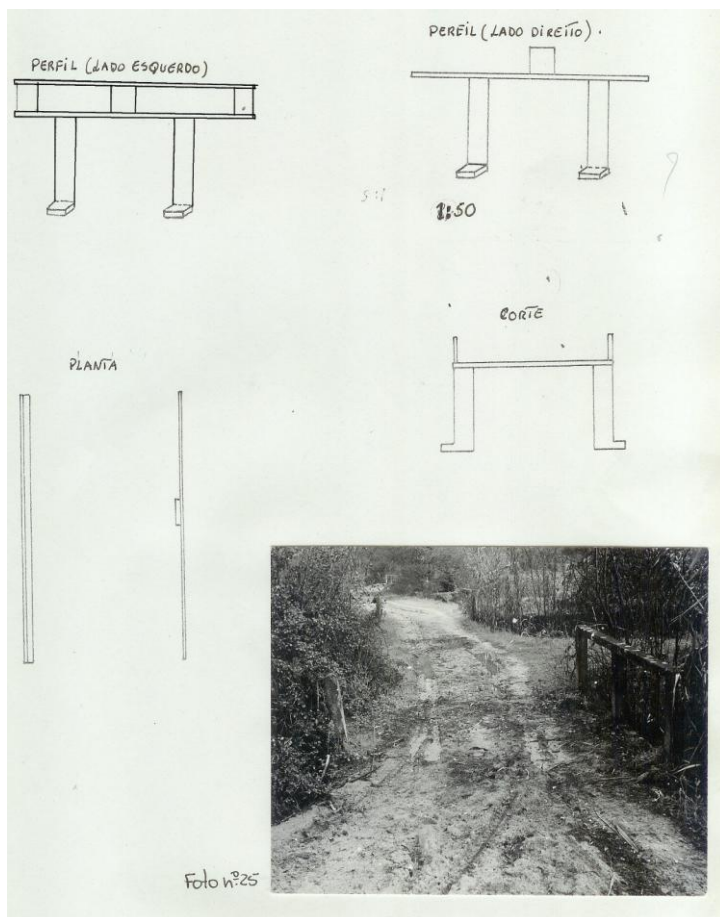 PERFIL (LADO DIREITO).
PERFIL (LADO ESQUERDO)
1:50
CORTE
PLANTA
Foto nº25